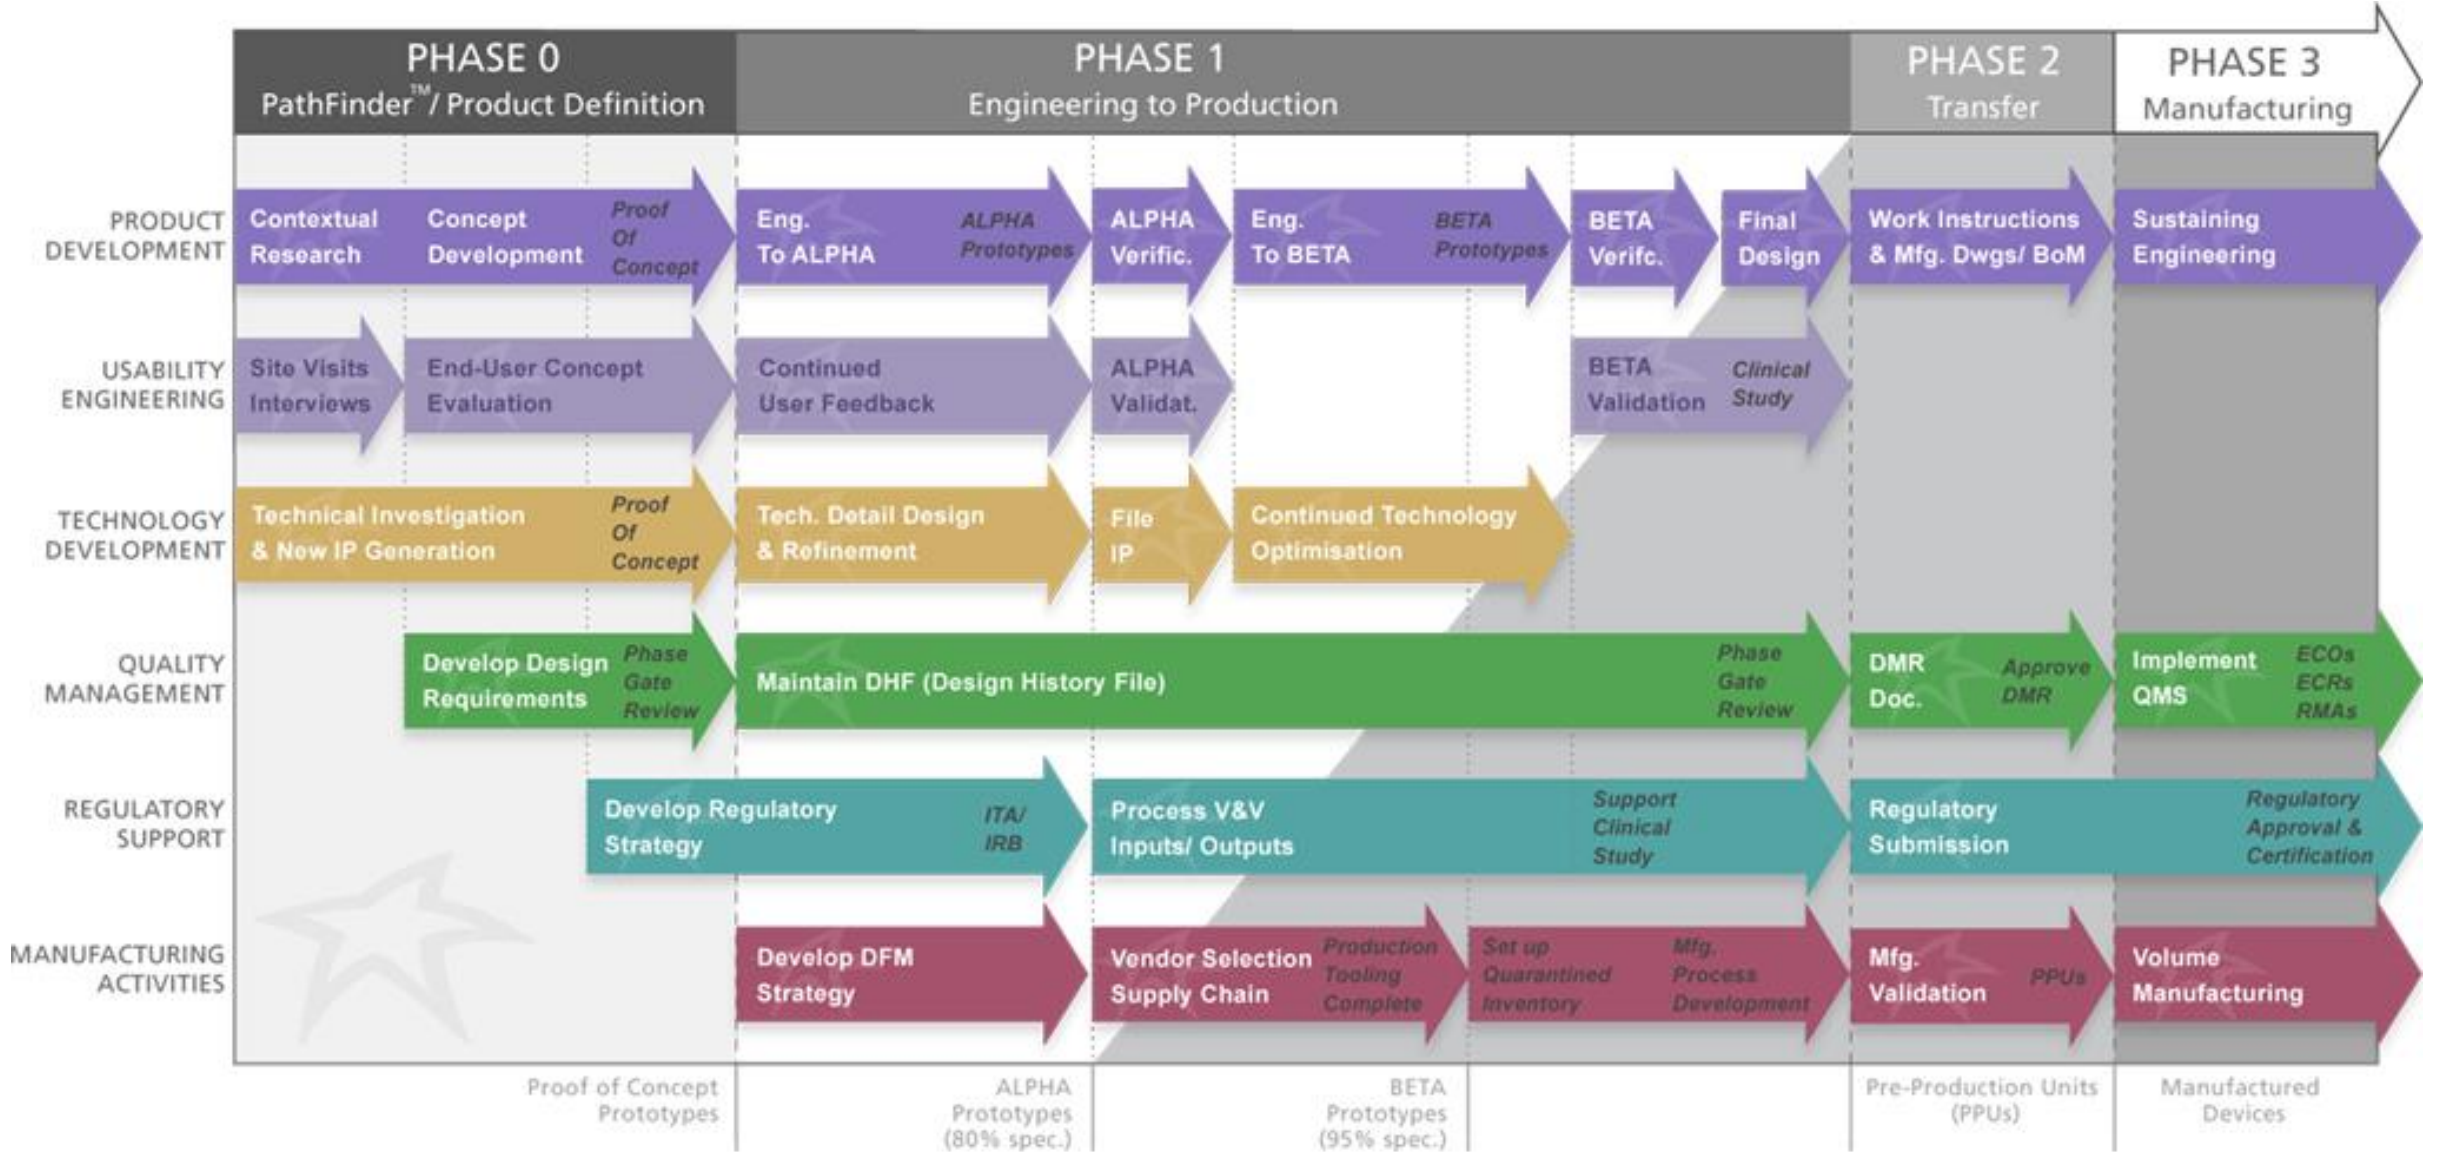 PHASE 0
PathFinder™/ Product Definition
PHASE 1
Engineering to Production
PHASE 2
Transfer
PHASE 3
Manufacturing
PRODUCT
DEVELOPMENT
Contextual
Research
Concept
Development
Proof
Of
Concept
Eng.
To ALPHA
ALPHA
Prototypes
ALPHA
Verific.
Eng.
To BETA
BETA
Prototypes
BETA
Verifc.
Final
Design
Work Instructions
& Mfg. Dwgs/ BoM
Sustaining
Engineering
USABILITY
ENGINEERING
Site Visits
Interviews
End-User Concept
Evaluation
Continued
User Feedback
ALPHA
Validat.
BETA
Validation
Clinical
Study
TECHNOLOGY
DEVELOPMENT
Technical Investigation
& New IP Generation
Proof
Of
Concept
Tech. Detail Design
& Refinement
File
IP
Continued Technology
Optimisation
QUALITY
MANAGEMENT
Develop Design
Requirements
Phase
Gate
Review
Maintain DHF (Design History File)
Phase
Gate
Review
DMR
Doc.
Approve
DMR
Implement
QMS
ECOs
ECRs
RMAs
REGULATORY
SUPPORT
Develop Regulatory
Strategy
ITA/
IRB
Process V&V
Inputs/ Outputs
Support
Clinical
Study
Regulatory
Submission
Regulatory
Approval &
Certification
MANUFACTURING
ACTIVITIES
Develop DFM
Strategy
Vendor Selection
Supply Chain
Production
Tooling
Complete
Set up
Quarantined
Inventory
Mfg.
Process
Development
Mfg.
Validation
PPUs
Volume
Manufacturing
Proof of Concept
Prototypes
ALPHA
Prototypes
(80% spec.)
BETA
Prototypes
(95% spec.)
Pre-Production Units
(PPUs)
Manufactured
Devices